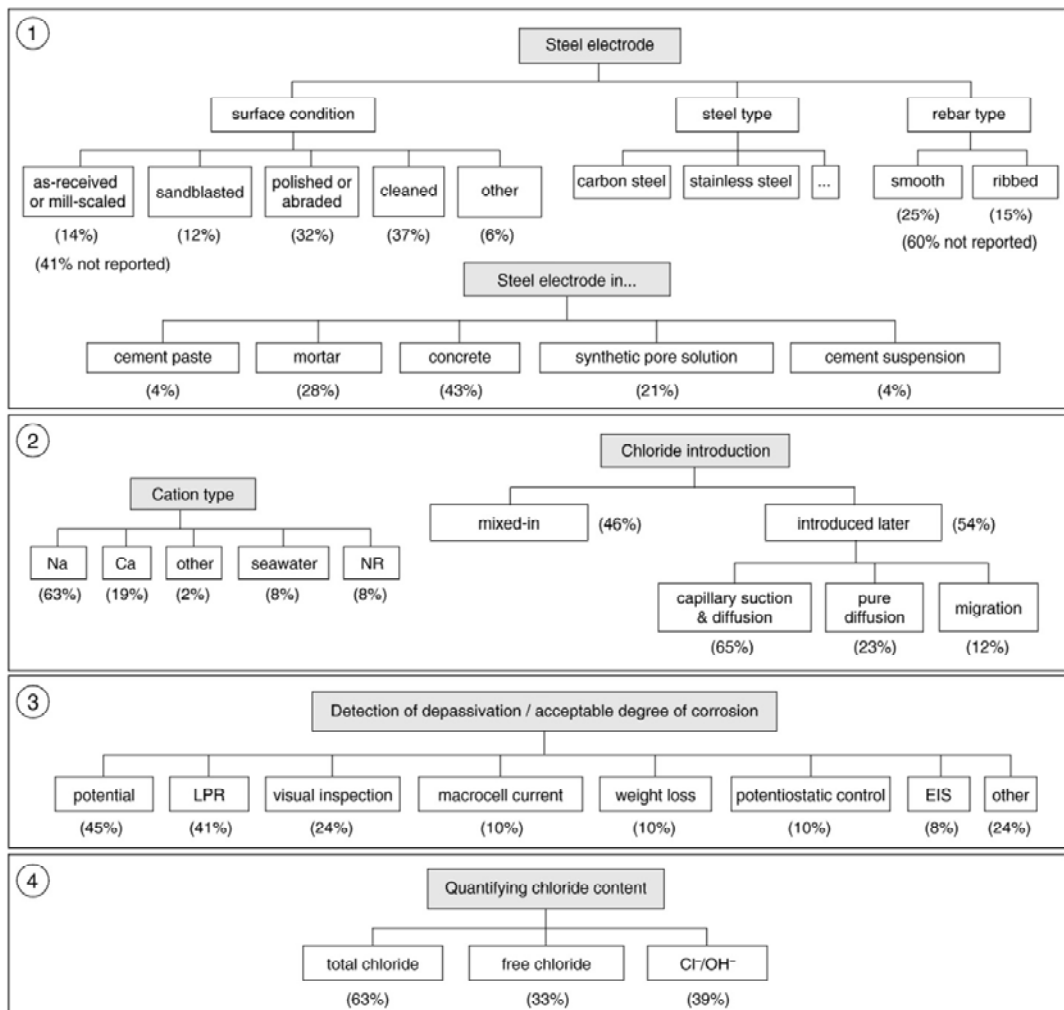 1
Steel electrode
surface condition
steel type
rebar type
as-received
or mill-scaled
sandblasted
polished or
abraded
cleaned
other
carbon steel
stainless steel
...
smooth
ribbed
(14%)
(12%)
(32%)
(37%)
(6%)
(25%)
(15%)
(41% not reported)
(60% not reported)
Steel electrode in...
cement paste
mortar
concrete
synthetic pore solution
cement suspension
(4%)
(28%)
(43%)
(21%)
(4%)
2
Chloride introduction
Cation type
mixed-in
(46%)
introduced later
(54%)
Na
Ca
other
seawater
NR
(63%)
(19%)
(2%)
(8%)
(8%)
capillary suction
& diffusion
pure
diffusion
migration
(65%)
(23%)
(12%)
3
Detection of depassivation / acceptable degree of corrosion
potential
LPR
visual inspection
macrocell current
weight loss
potentiostatic control
EIS
other
(45%)
(41%)
(24%)
(10%)
(10%)
(10%)
(8%)
(24%)
4
Quantifying chloride content
total chloride
free chloride
Cl⁻/OH⁻
(63%)
(33%)
(39%)